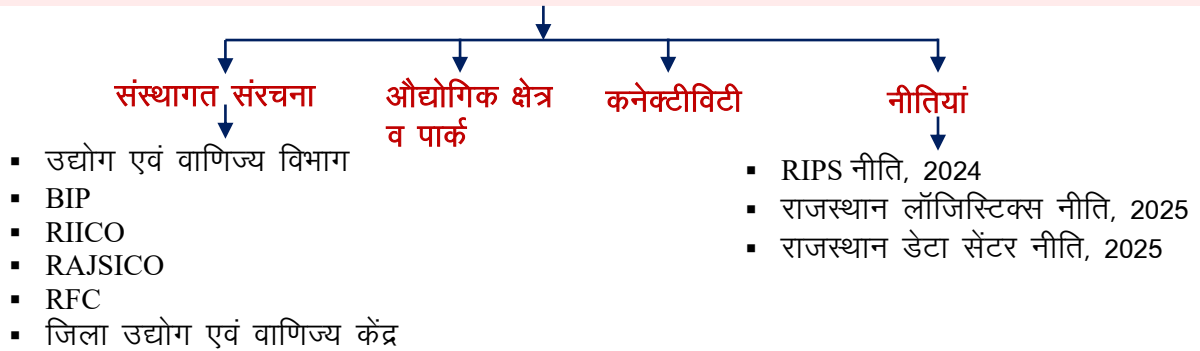 संस्थागत संरचना
औद्योगिक क्षेत्र
व पार्क
कनेक्टीविटी
नीतियां
▪ उद्योग एवं वाणिज्य विभाग
▪ BIP
▪ RIICO
▪ RAJSICO
▪ RFC
▪ जिला उद्योग एवं वाणिज्य केंद्र
▪ RIPS नीति, 2024
▪ राजस्थान लॉजिस्टिक्स नीति, 2025
▪ राजस्थान डेटा सेंटर नीति, 2025